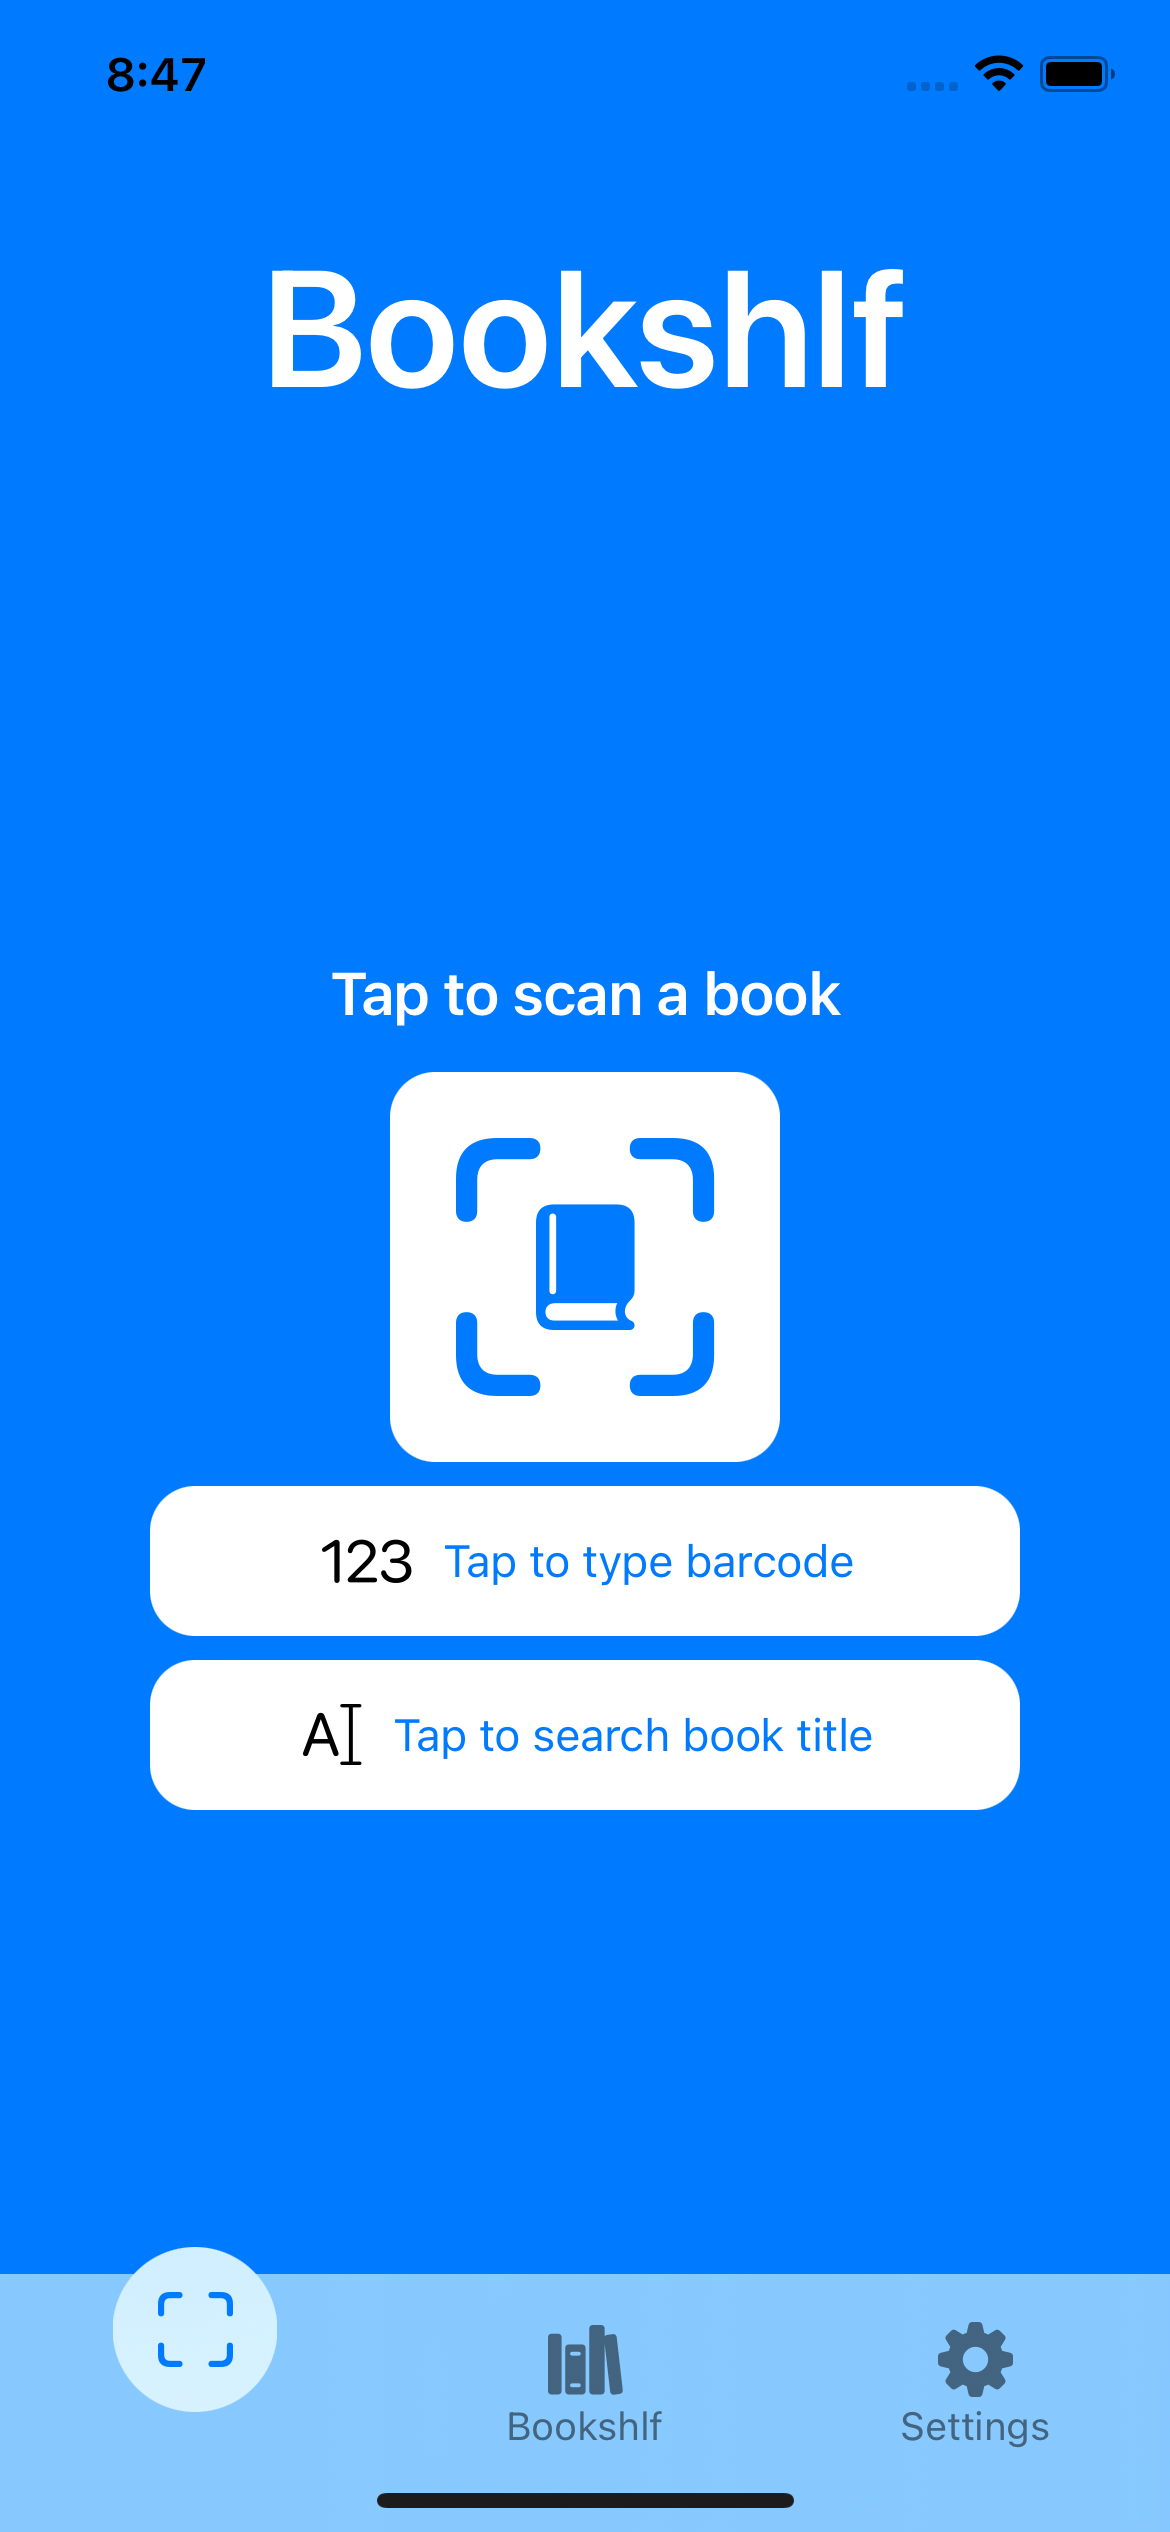 8:47
Bookshlf
Tap to scan a book
123 Tap to type barcode
A Tap to search book title
Bookshlf
Settings